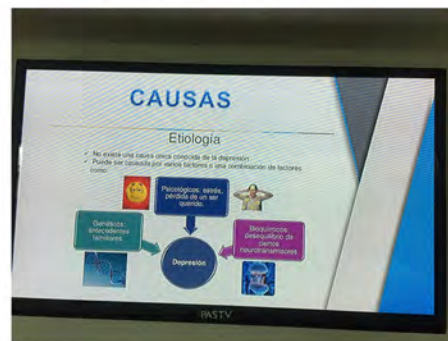 CAUSAS
Etiología
✓ No existe una causa única conocida de la depresión
✓ Puede ser causada por varios factores o una combinación de factores
como:
Psicológicos: estrés,
pérdida de un ser
querido.
Genéticos:
antecedentes
familiares
Bioquímicos:
desequilibrio de
ciertos
neurotransmisores
Depresión